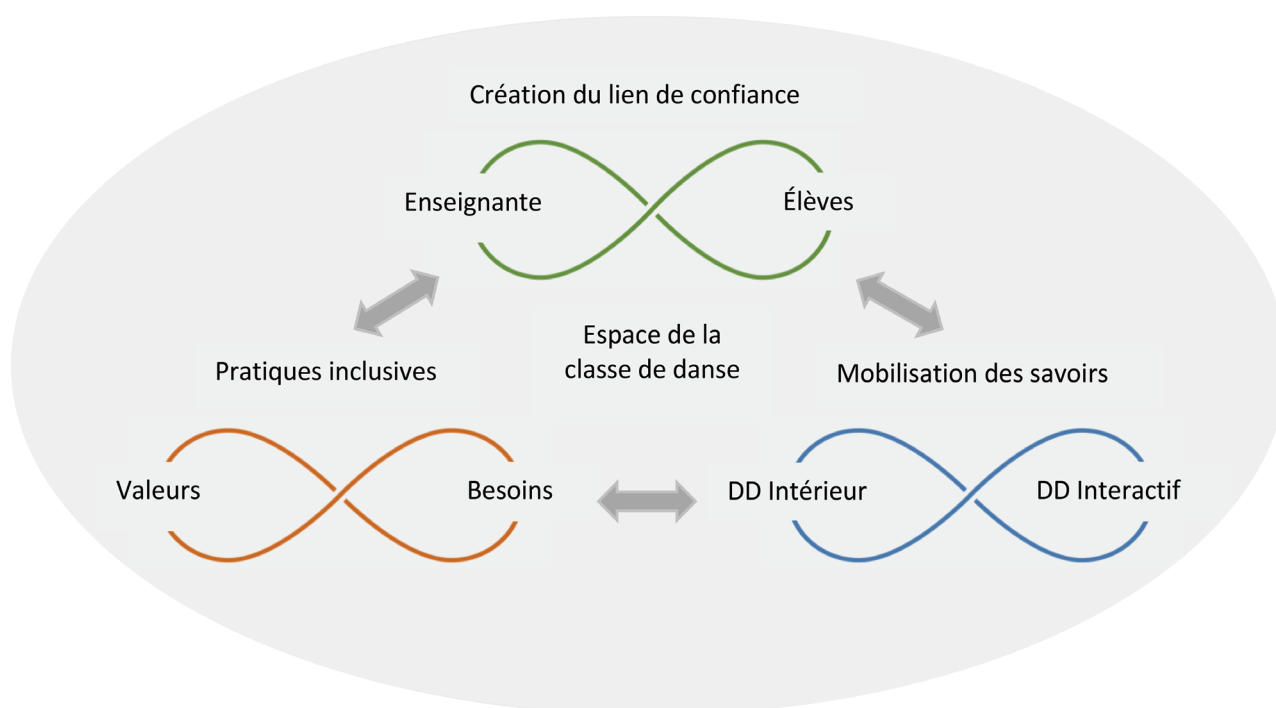 Création du lien de confiance
Enseignante
Élèves
Espace de la
classe de danse
Pratiques inclusives
Mobilisation des savoirs
Valeurs
Besoins
DD Intérieur
DD Interactif